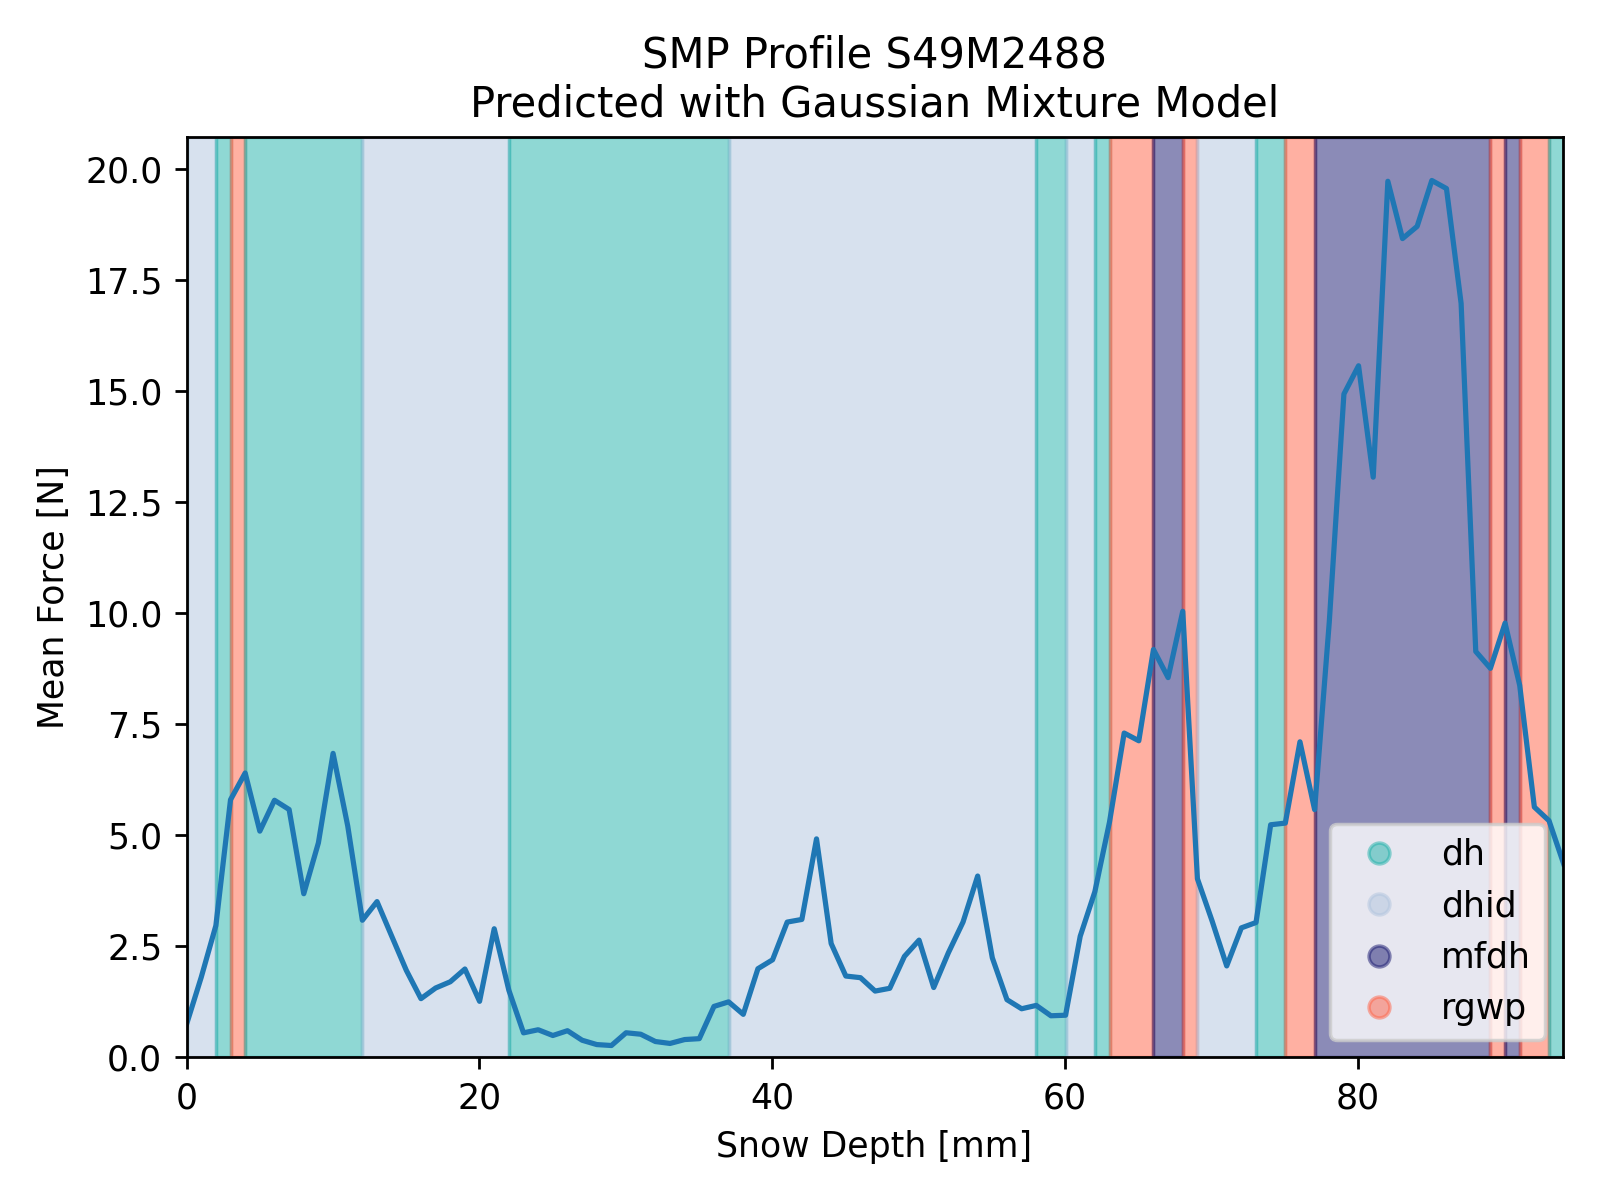 SMP Profile S49M2488
Predicted with Gaussian Mixture Model
20.0
17.5
15.0
12.5
10.0
7.5
5.0
2.5
0.0
Mean Force [N]
0 20 40 60 80
Snow Depth [mm]
dh
dhid
mfdh
rgwp